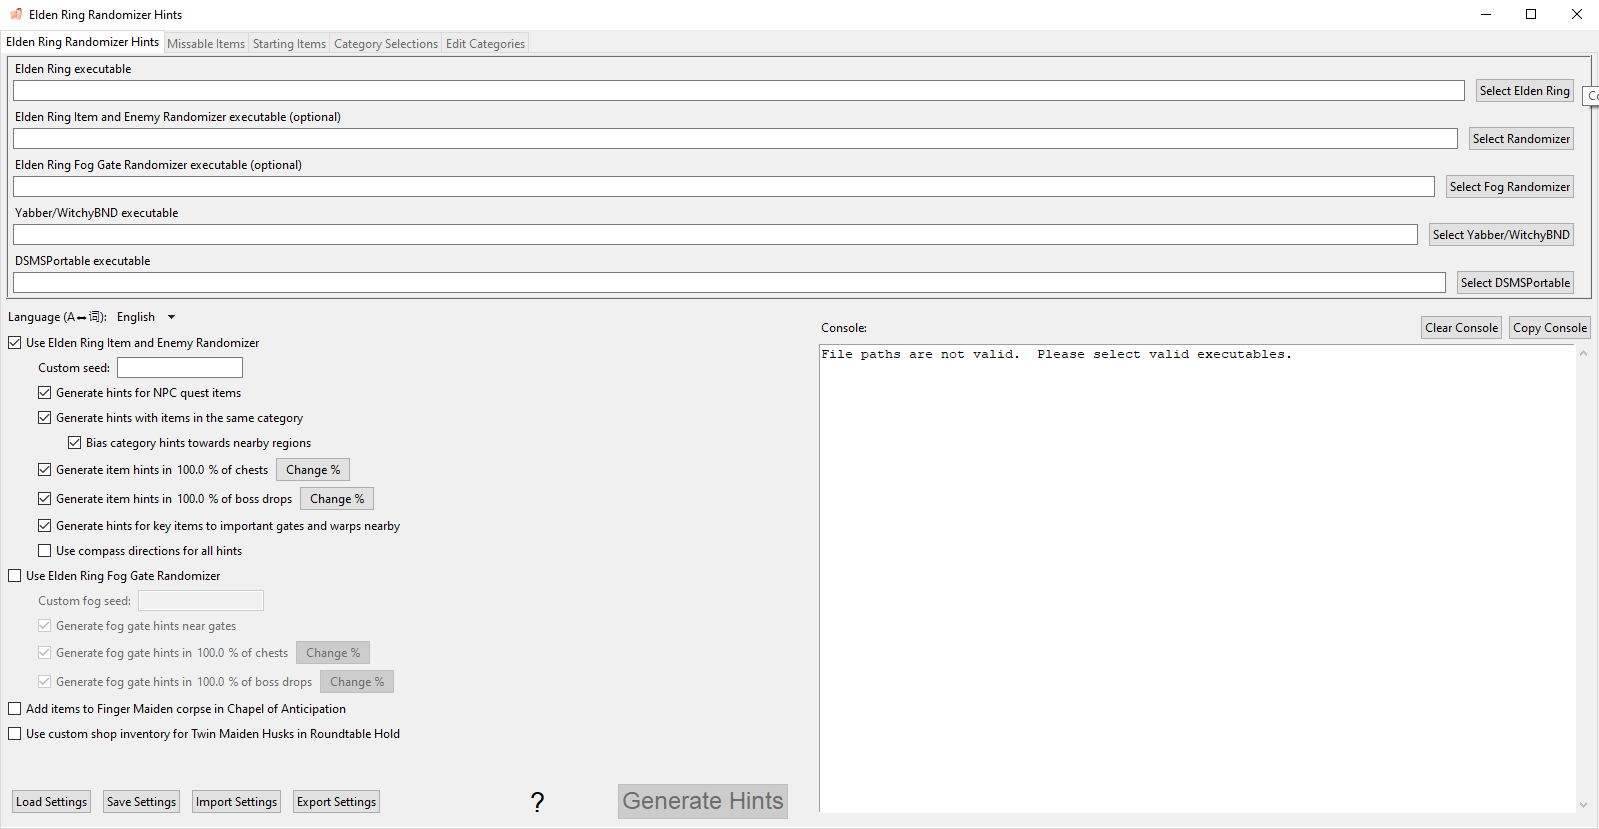 Elden Ring Randomizer Hints
Elden Ring Randomizer Hints Missable Items Starting Items Category Selections Edit Categories
Elden Ring executable
Select Elden Ring
Elden Ring Item and Enemy Randomizer executable (optional)
Select Randomizer
Elden Ring Fog Gate Randomizer executable (optional)
Select Fog Randomizer
Yabber/WitchyBND executable
Select Yabber/WitchyBND
DSMSPortable executable
Select DSMSPortable
Language (A⬌词): English
Use Elden Ring Item and Enemy Randomizer
Custom seed:
Generate hints for NPC quest items
Generate hints with items in the same category
Bias category hints towards nearby regions
Generate item hints in 100.0 % of chests Change %
Generate item hints in 100.0 % of boss drops Change %
Generate hints for key items to important gates and warps nearby
Use compass directions for all hints
Use Elden Ring Fog Gate Randomizer
Custom fog seed:
Generate fog gate hints near gates
Generate fog gate hints in 100.0 % of chests Change %
Generate fog gate hints in 100.0 % of boss drops Change %
Add items to Finger Maiden corpse in Chapel of Anticipation
Use custom shop inventory for Twin Maiden Husks in Roundtable Hold
Load Settings Save Settings Import Settings Export Settings ? Generate Hints
Console: Clear Console Copy Console
File paths are not valid.  Please select valid executables.